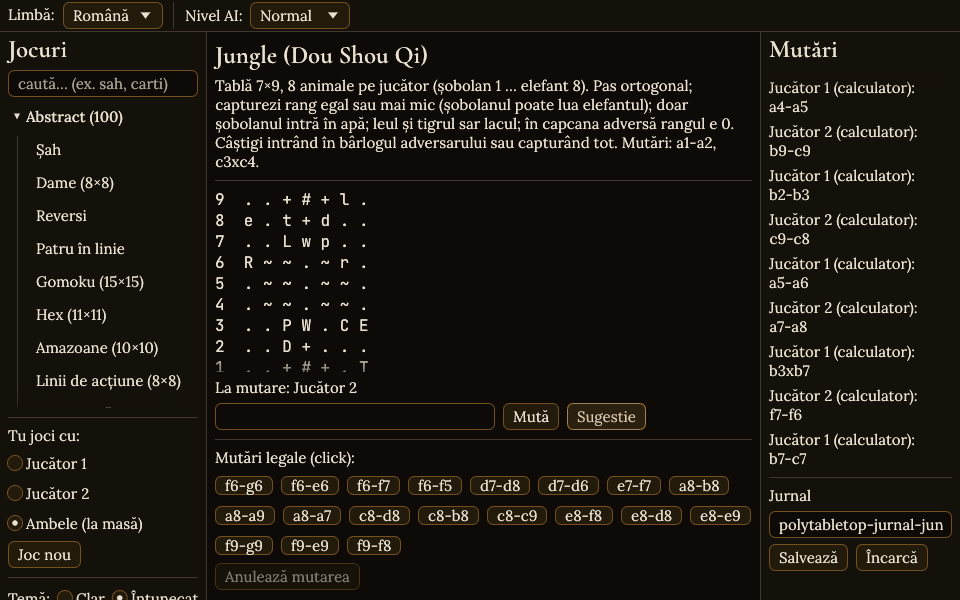 Limbă: Română Nivel AI: Normal
Jocuri
caută... (ex. sah, carti)
Abstract (100)
Șah
Dame (8×8)
Reversi
Patru în linie
Gomoku (15×15)
Hex (11×11)
Amazoane (10×10)
Linii de acțiune (8×8)
Tu joci cu:
Jucător 1
Jucător 2
Ambele (la masă)
Joc nou
Temă: Clar Întunecat
Jungle (Dou Shou Qi)
Tablă 7×9, 8 animale pe jucător (șobolan 1 … elefant 8). Pas ortogonal;
capturezi rang egal sau mai mic (șobolanul poate lua elefantul); doar
șobolanul intră în apă; leul și tigrul sar lacul; în capcana adversă rangul e 0.
Câștigi intrând în bârlogul adversarului sau capturând tot. Mutări: a1-a2,
c3xc4.
9 . . + # + l .
8 e . t + d . .
7 . . L w p . .
6 R ~ ~ . ~ r .
5 . ~ ~ . ~ ~ .
4 . ~ ~ . ~ ~ .
3 . . P W . C E
2 . . D + . . .
1 . . + # + . T
La mutare: Jucător 2
Mută Sugestie
Mutări legale (click):
f6-g6 f6-e6 f6-f7 f6-f5 d7-d8 d7-d6 e7-f7 a8-b8
a8-a9 a8-a7 c8-d8 c8-b8 c8-c9 e8-f8 e8-d8 e8-e9
f9-g9 f9-e9 f9-f8
Anulează mutarea
Mutări
Jucător 1 (calculator):
a4-a5
Jucător 2 (calculator):
b9-c9
Jucător 1 (calculator):
b2-b3
Jucător 2 (calculator):
c9-c8
Jucător 1 (calculator):
a5-a6
Jucător 2 (calculator):
a7-a8
Jucător 1 (calculator):
b3xb7
Jucător 2 (calculator):
f7-f6
Jucător 1 (calculator):
b7-c7
Jurnal
polytabletop-jurnal-jun
Salvează Încarcă